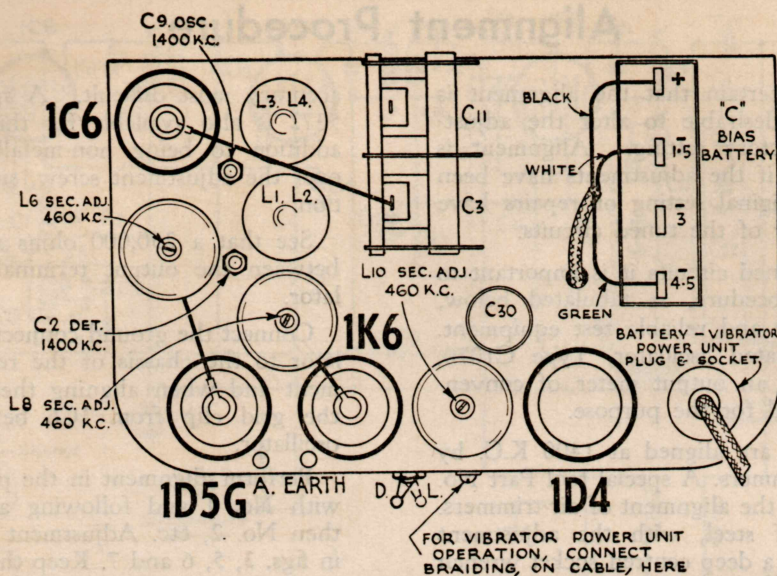 C9. OSC.
1400 K.C.
1C6
L3, L4.
L1, L2
C11
C3
BLACK
WHITE
GREEN
+
-
1·5
3
4·5
"C"
BIAS
BATTERY
L6 SEC. ADJ.
460 K.C.
C2 DET.
1400 K.C.
L8 SEC. ADJ.
460 K.C.
L10 SEC. ADJ.
460 K.C.
C30
1K6
BATTERY-VIBRATOR
POWER UNIT
PLUG & SOCKET.
1D5G
A. EARTH
D. L.
1D4
FOR VIBRATOR POWER UNIT
OPERATION, CONNECT
BRAIDING, ON CABLE, HERE